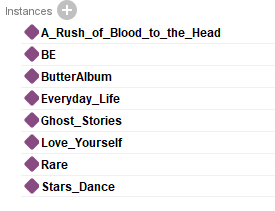 Instances
A_Rush_of_Blood_to_the_Head
BE
ButterAlbum
Everyday_Life
Ghost_Stories
Love_Yourself
Rare
Stars_Dance